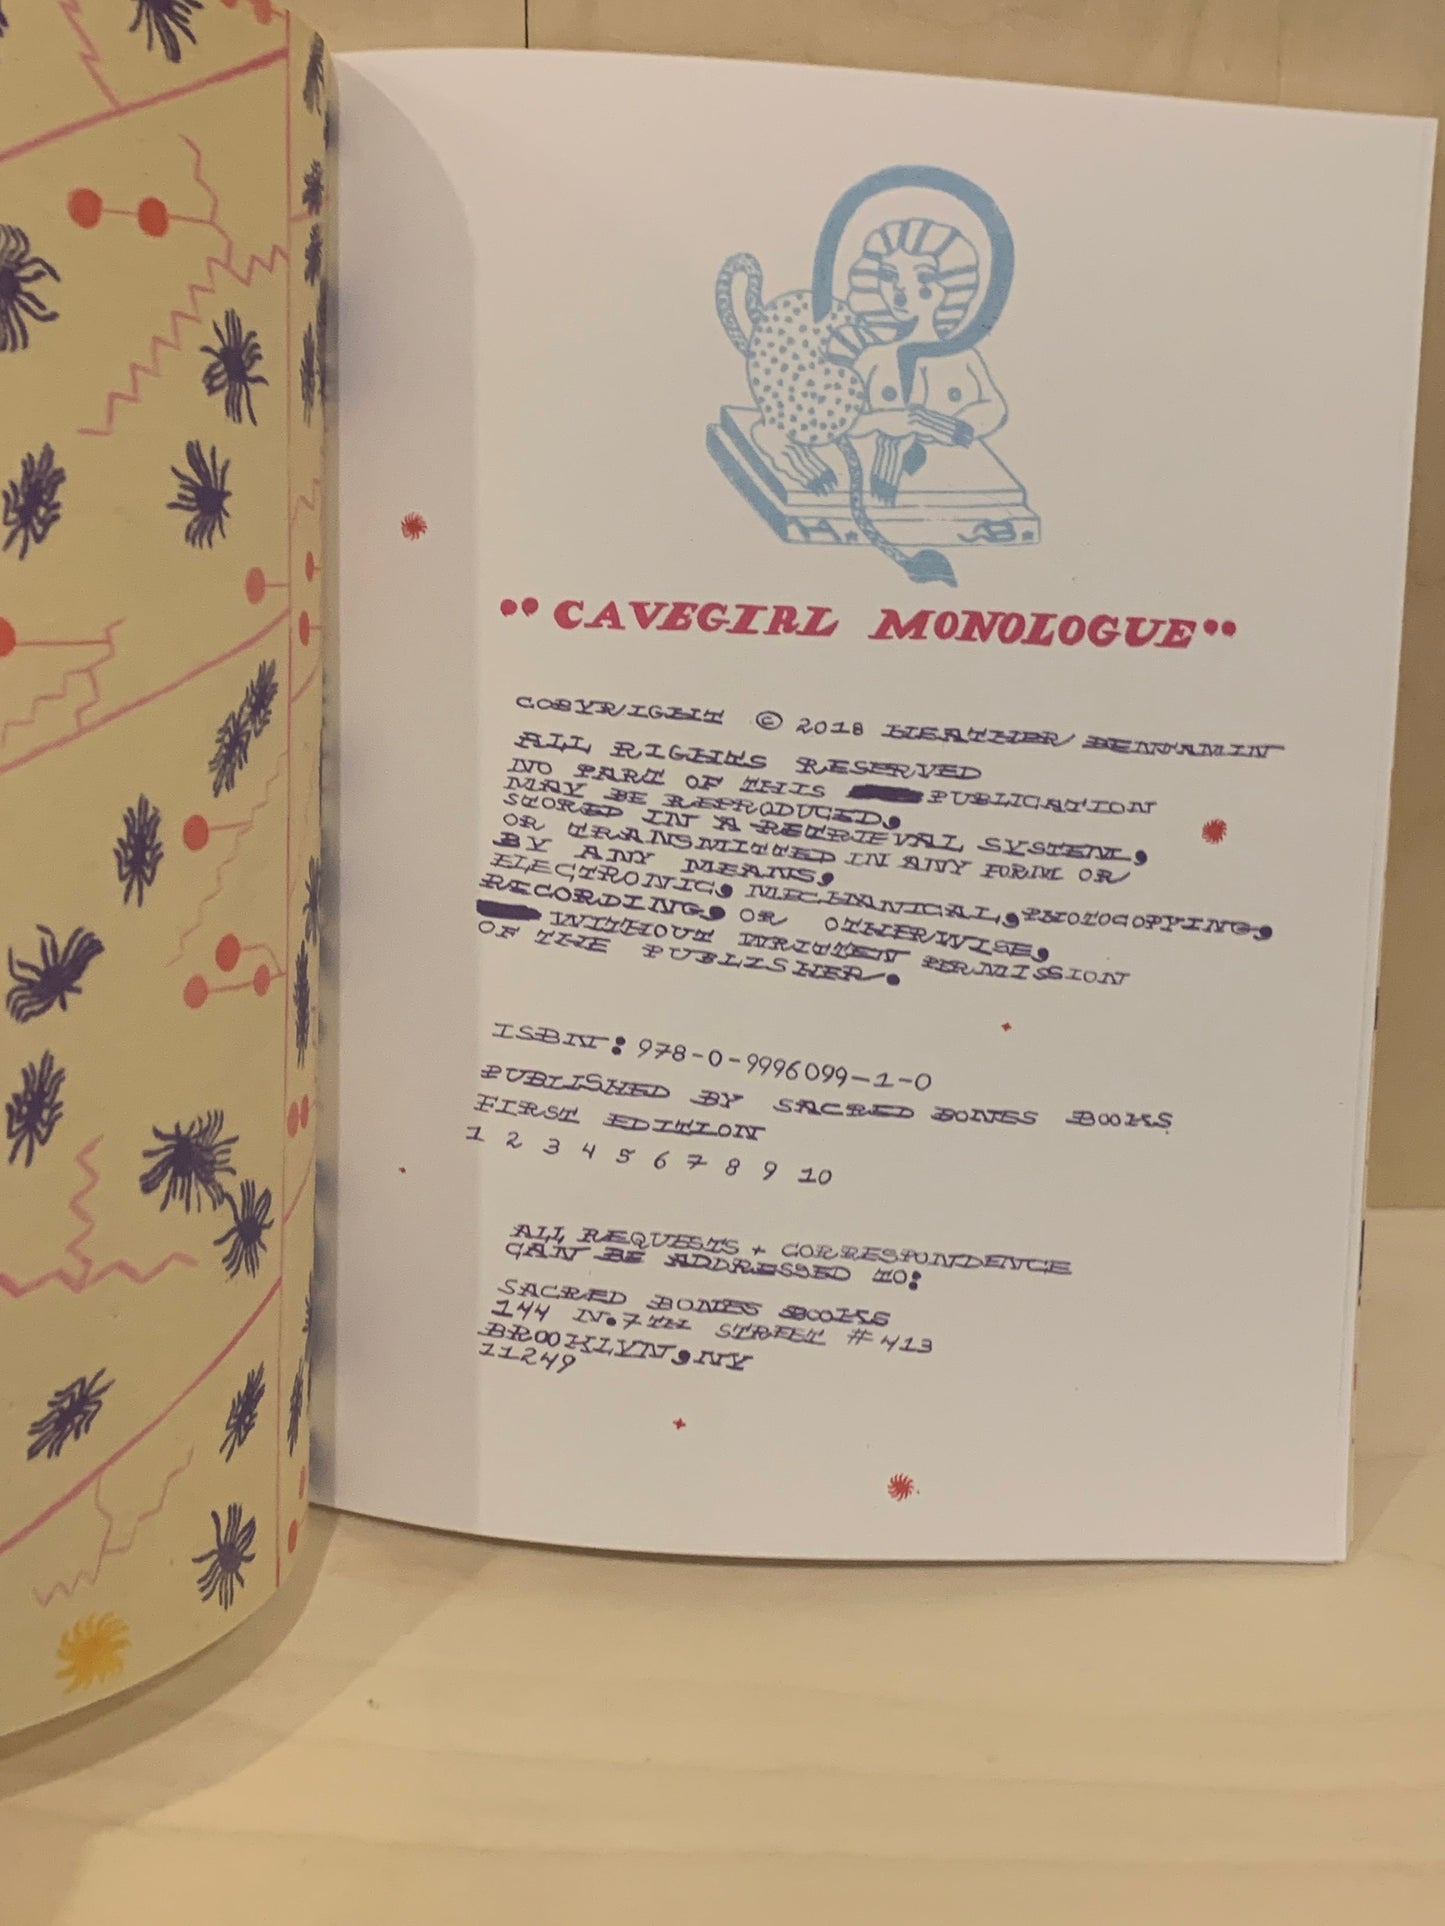 "CAVEGIRL MONOLOGUE"
COPYRIGHT © 2018 HEATHER BENJAMIN
ALL RIGHTS RESERVED
NO PART OF THIS PUBLICATION
MAY BE REPRODUCED,
STORED IN A RETRIEVAL SYSTEM,
OR TRANSMITTED IN ANY FORM OR
BY ANY MEANS,
ELECTRONIC, MECHANICAL, PHOTOCOPYING,
RECORDING, OR OTHERWISE,
WITHOUT WRITTEN PERMISSION
OF THE PUBLISHER.
ISBN: 978-0-9996099-1-0
PUBLISHED BY SACRED BONES BOOKS
FIRST EDITION
1 2 3 4 5 6 7 8 9 10
ALL REQUESTS + CORRESPONDENCE
CAN BE ADDRESSED TO:
SACRED BONES BOOKS
144 N. 7TH STREET #413
BROOKLYN, NY
11249